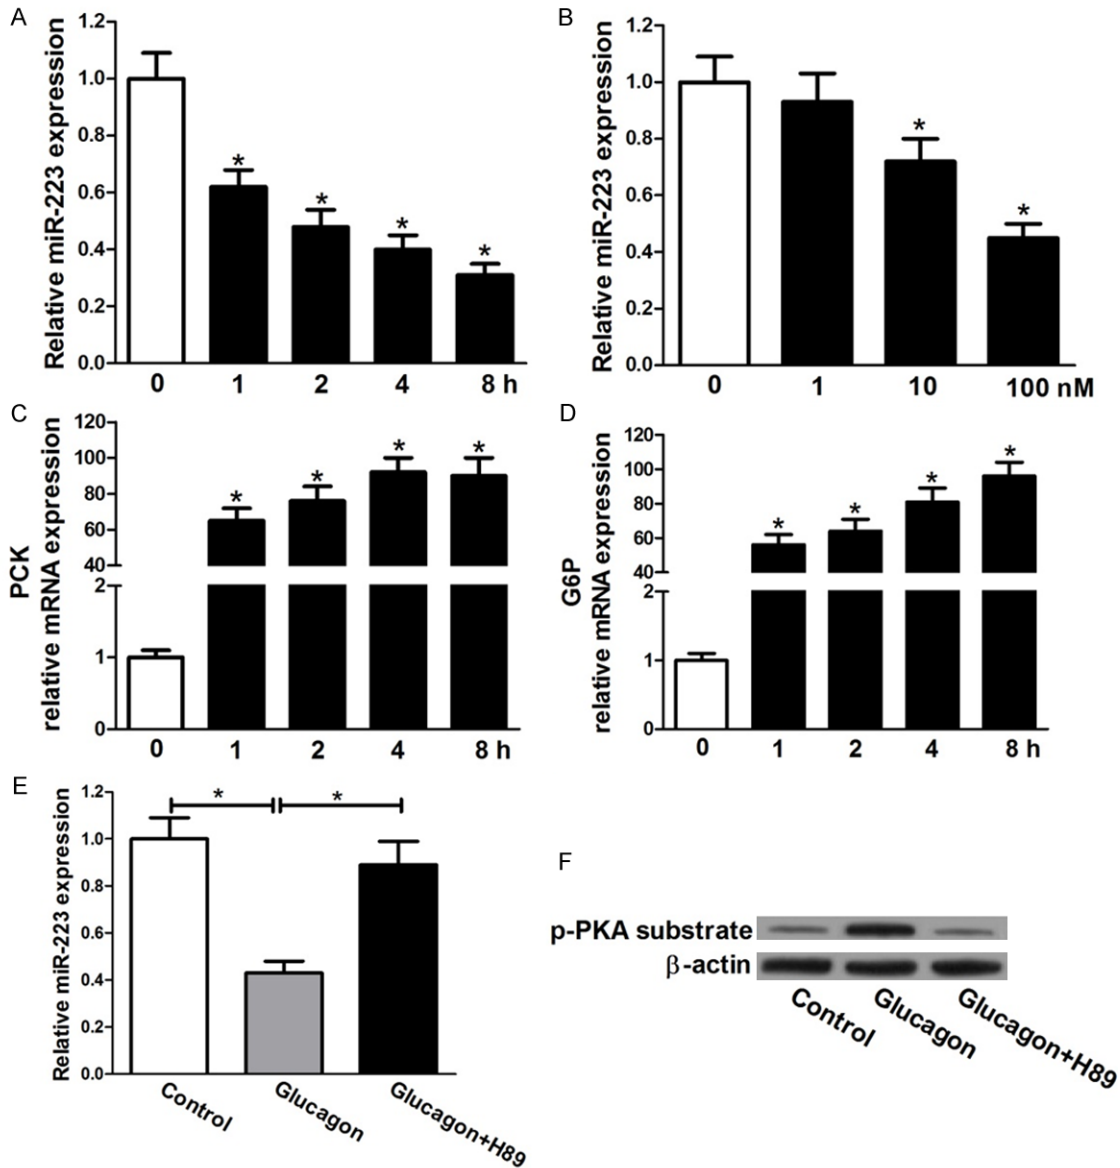 A
Relative miR-223 expression
1.2
1.0
0.8
0.6
0.4
0.2
0.0
*
*
*
*
0 1 2 4 8 h
B
Relative miR-223 expression
1.2
1.0
0.8
0.6
0.4
0.2
0.0
*
*
0 1 10 100 nM
C
PCK
relative mRNA expression
120
100
80
60
40
2
1
0
*
*
*
*
0 1 2 4 8 h
D
G6P
relative mRNA expression
120
100
80
60
40
2
1
0
*
*
*
*
0 1 2 4 8 h
E
Relative miR-223 expression
1.2
1.0
0.8
0.6
0.4
0.2
0.0
* *
Control
Glucagon
Glucagon+H89
F
p-PKA substrate
β-actin
Control
Glucagon
Glucagon+H89